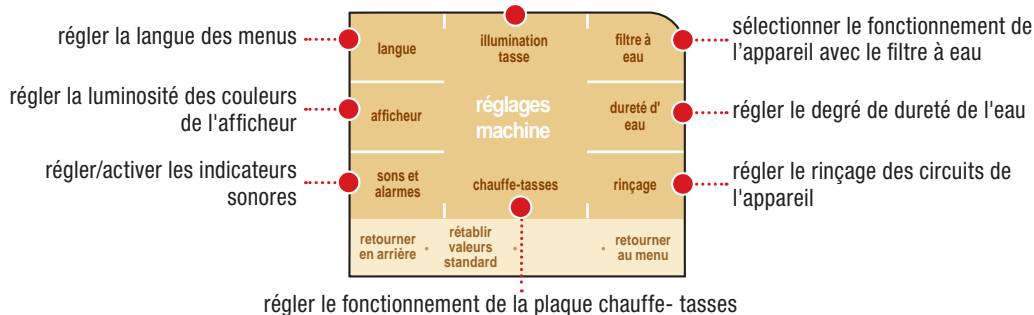 régler la langue des menus
régler la luminosité des couleurs
de l'afficheur
régler/activer les indicateurs
sonores
langue
illumination
tasse
filtre à
eau
afficheur
réglages
machine
dureté d'
eau
sons et
alarmes
chauffe-tasses
rinçage
retourner
en arrière
rétablir
valeurs
standard
retourner
au menu
sélectionner le fonctionnement de
l’appareil avec le filtre à eau
régler le degré de dureté de l'eau
régler le rinçage des circuits de
l'appareil
régler le fonctionnement de la plaque chauffe- tasses